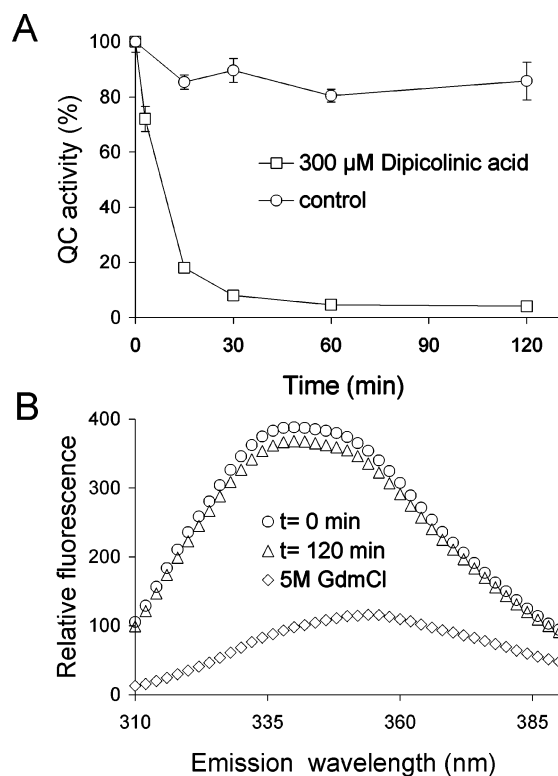 A
100
80
60
40
20
0
QC activity (%)
300 µM Dipicolinic acid
control
0
30
60
90
120
Time (min)
B
400
300
200
100
0
Relative fluorescence
t= 0 min
t= 120 min
5M GdmCl
310
335
360
385
Emission wavelength (nm)